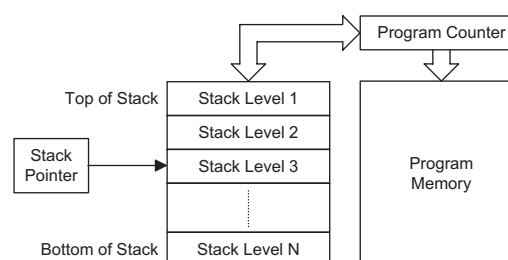 Program Counter
Top of Stack
Stack Level 1
Stack Level 2
Stack
Pointer
Stack Level 3
Program
Memory
Bottom of Stack
Stack Level N